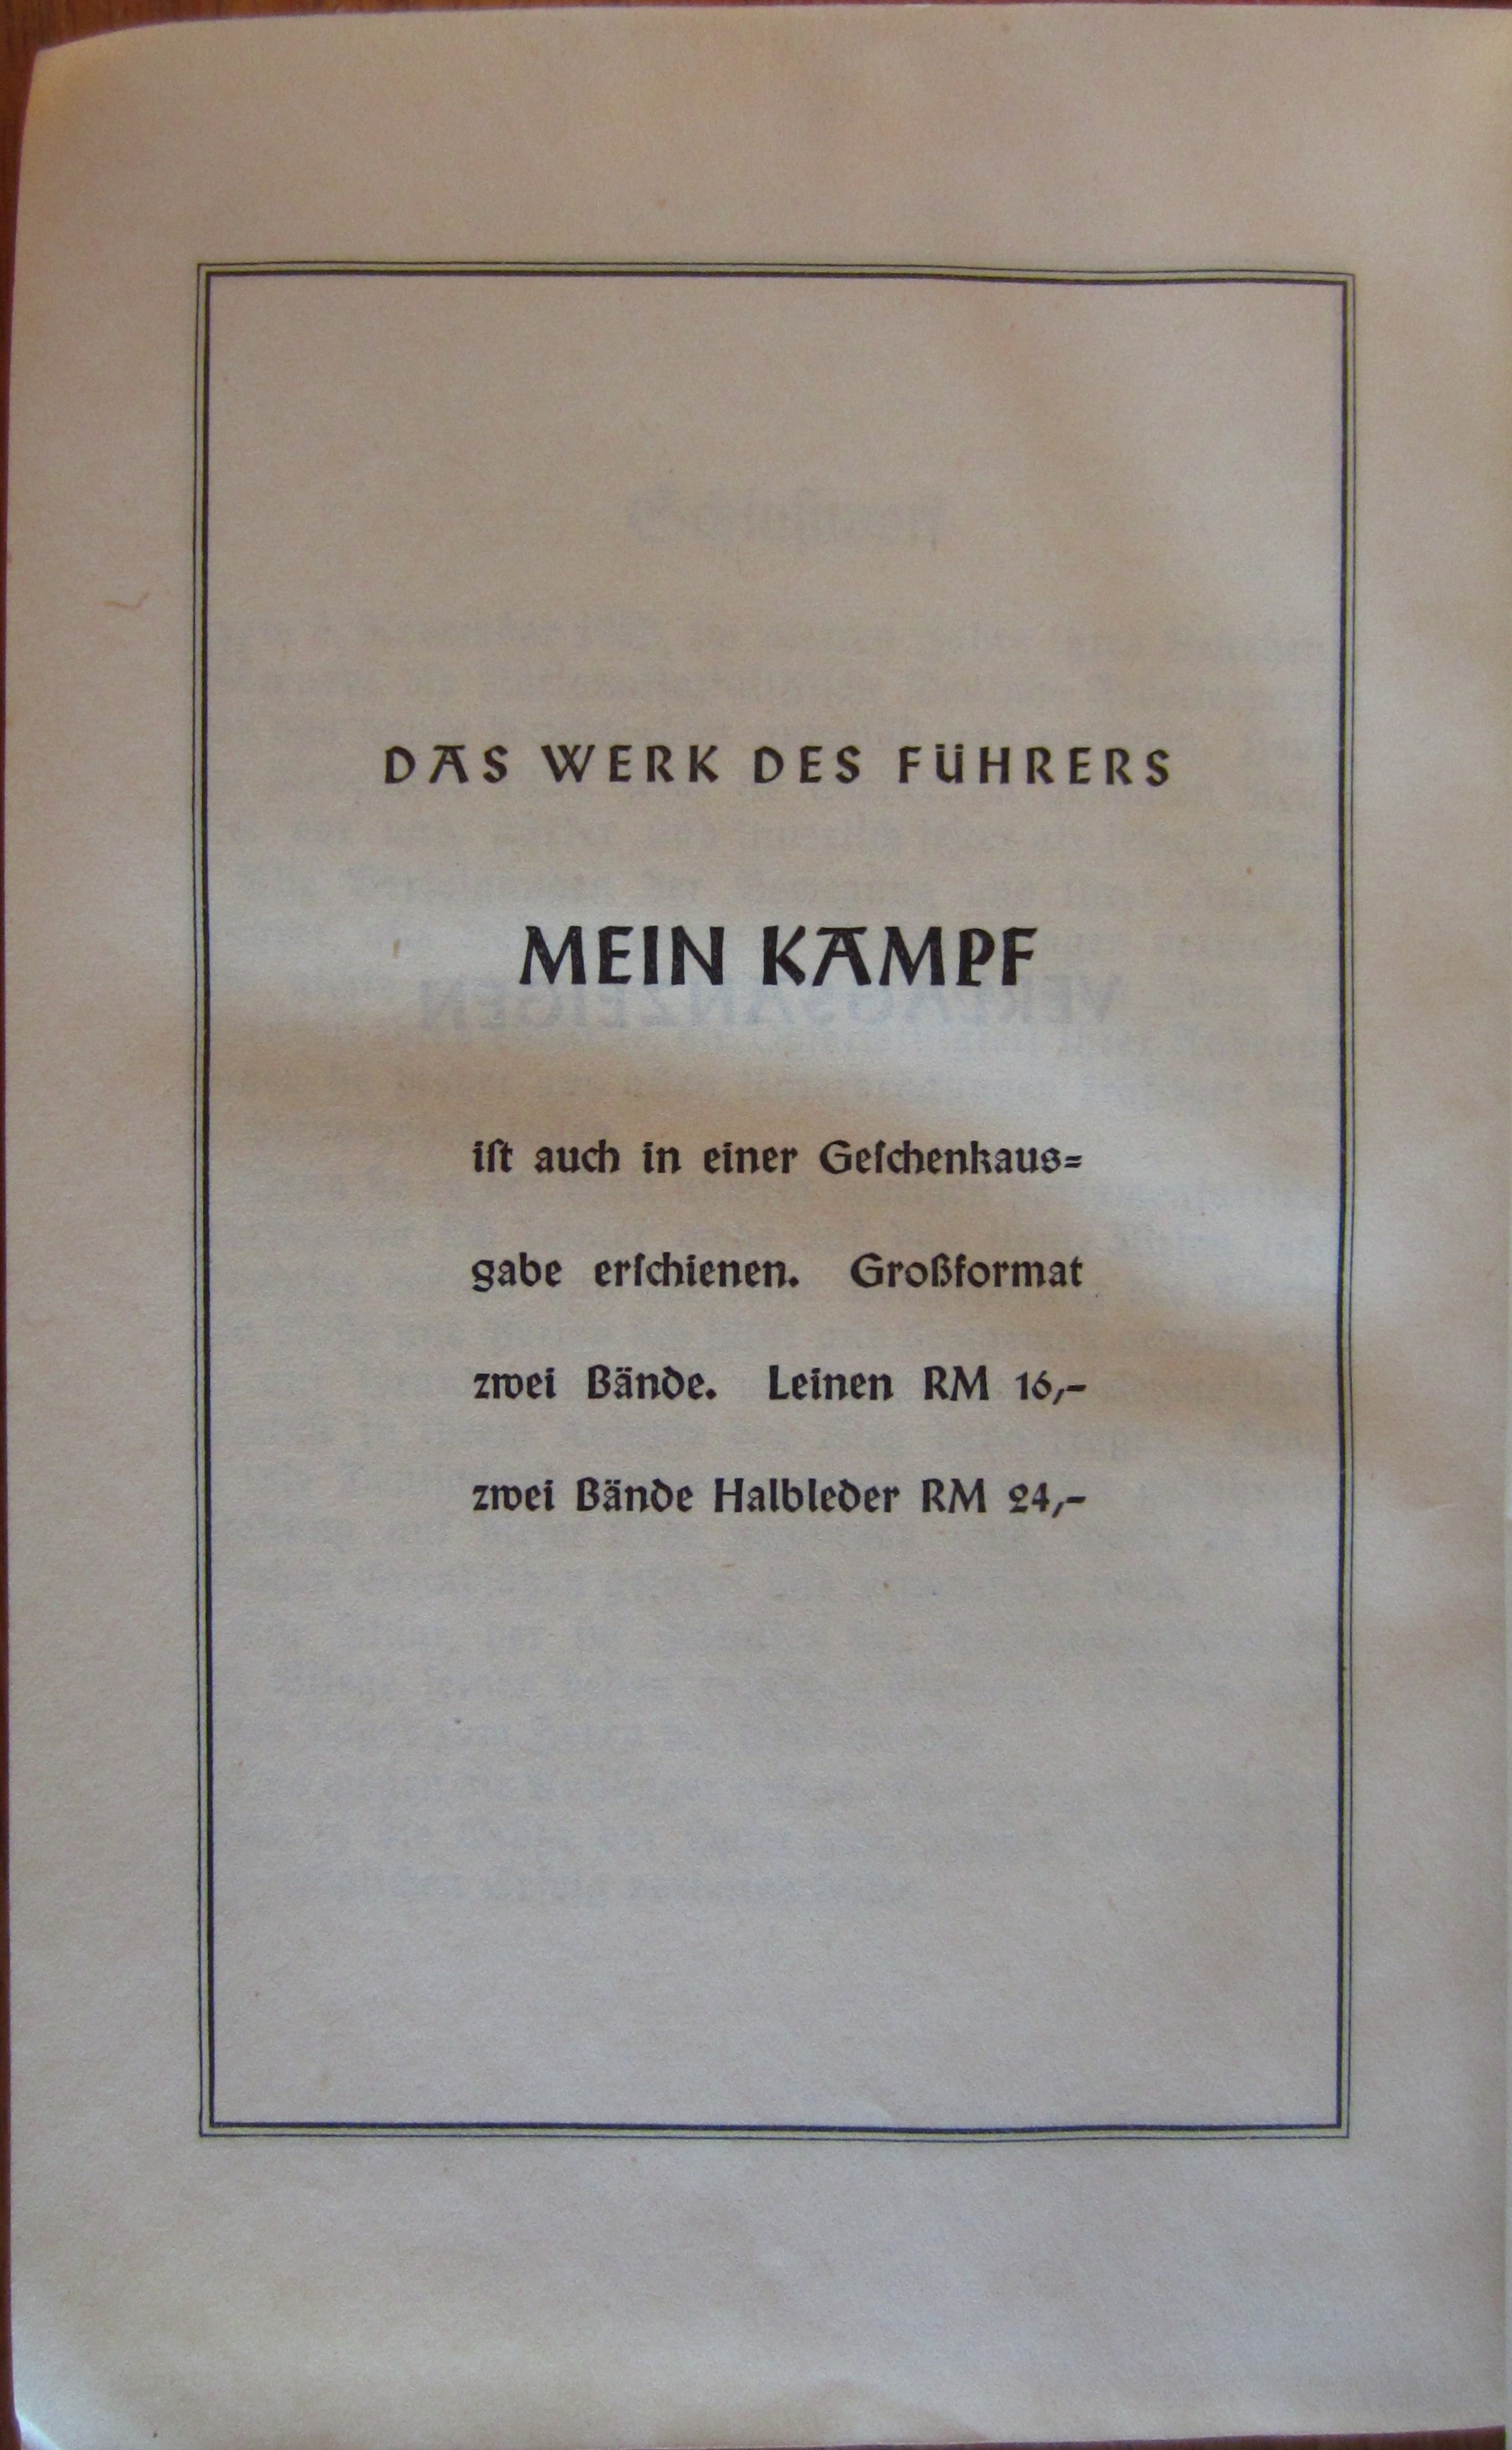 DAS WERK DES FÜHRERS
MEIN KAMPF
iſt auch in einer Geſchenkaus=
gabe erſchienen. Großformat
zwei Bände. Leinen RM 16,-
zwei Bände Halbleder RM 24,-
VERLAGSANZEIGEN